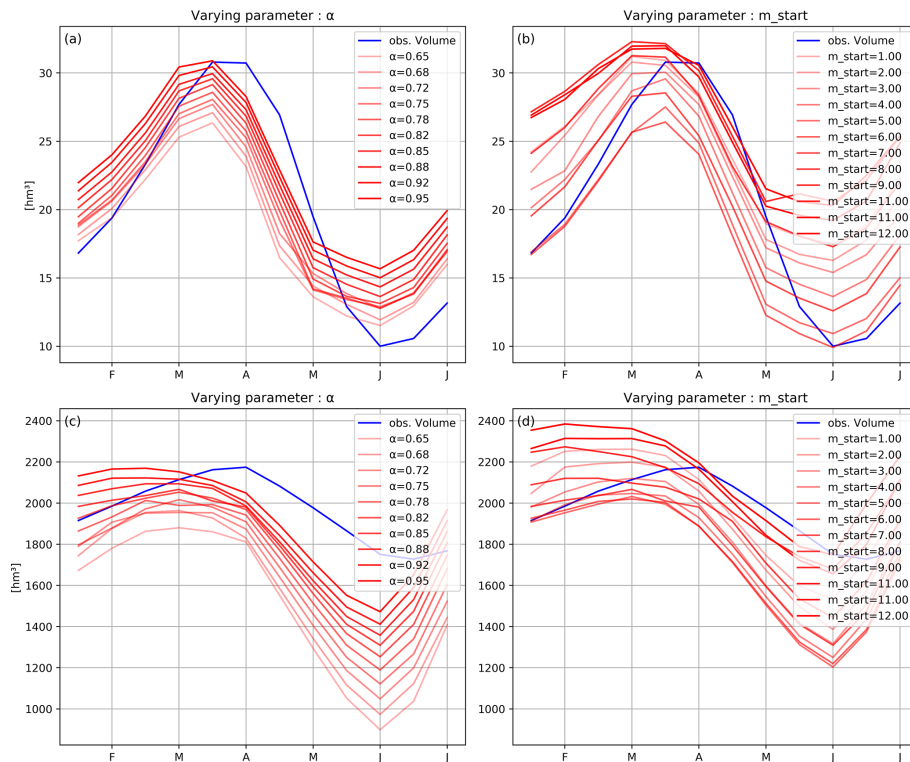 Varying parameter : α
(a)
obs. Volume
α=0.65
α=0.68
α=0.72
α=0.75
α=0.78
α=0.82
α=0.85
α=0.88
α=0.92
α=0.95
[hm³]
30
25
20
15
10
F
M
A
M
J
J
Varying parameter : m_start
(b)
obs. Volume
m_start=1.00
m_start=2.00
m_start=3.00
m_start=4.00
m_start=5.00
m_start=6.00
m_start=7.00
m_start=8.00
m_start=9.00
m_start=11.00
m_start=11.00
m_start=12.00
30
25
20
15
10
F
M
A
M
J
J
Varying parameter : α
(c)
obs. Volume
α=0.65
α=0.68
α=0.72
α=0.75
α=0.78
α=0.82
α=0.85
α=0.88
α=0.92
α=0.95
[hm³]
2400
2200
2000
1800
1600
1400
1200
1000
F
M
A
M
J
J
Varying parameter : m_start
(d)
obs. Volume
m_start=1.00
m_start=2.00
m_start=3.00
m_start=4.00
m_start=5.00
m_start=6.00
m_start=7.00
m_start=8.00
m_start=9.00
m_start=11.00
m_start=11.00
m_start=12.00
2400
2200
2000
1800
1600
1400
1200
1000
F
M
A
M
J
J